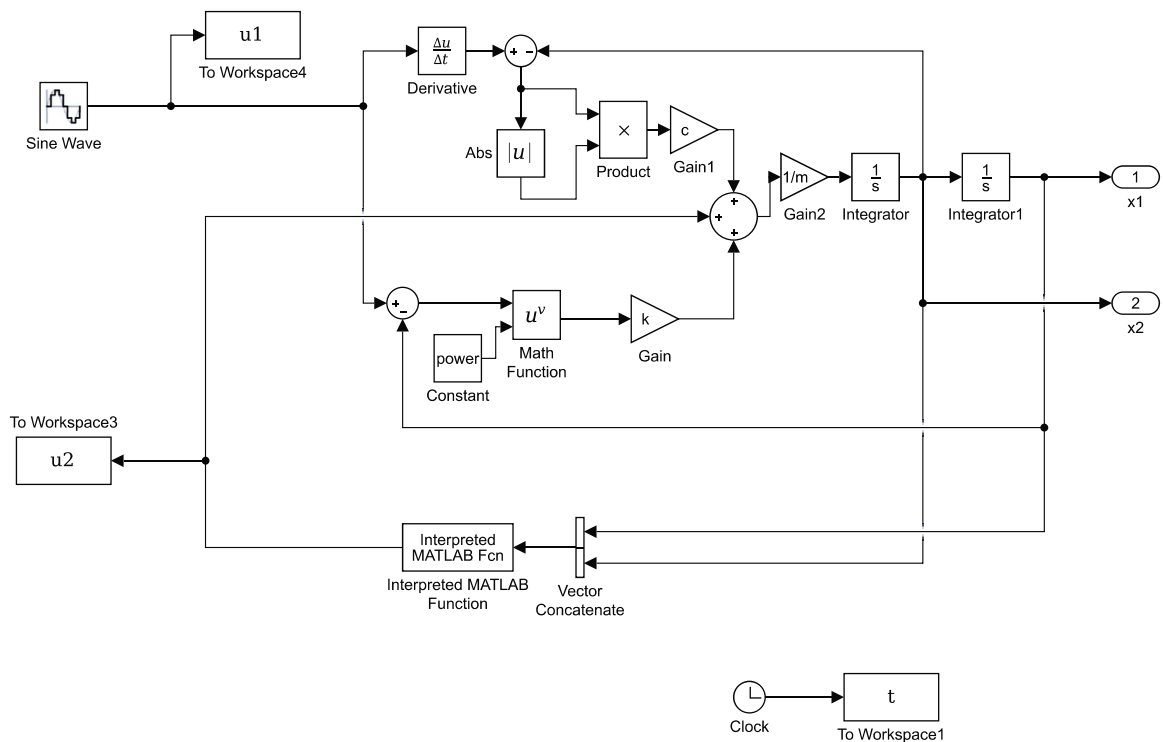 u1
To Workspace4
Δu
Δt
Derivative
+ −
Sine Wave
Abs
|u|
×
Product
c
Gain1
+
+
+
1/m
Gain2
1
s
Integrator
1
s
Integrator1
1
x1
2
x2
+
−
u^v
Math
Function
power
Constant
k
Gain
To Workspace3
u2
Interpreted
MATLAB Fcn
Interpreted MATLAB
Function
Vector
Concatenate
Clock
t
To Workspace1